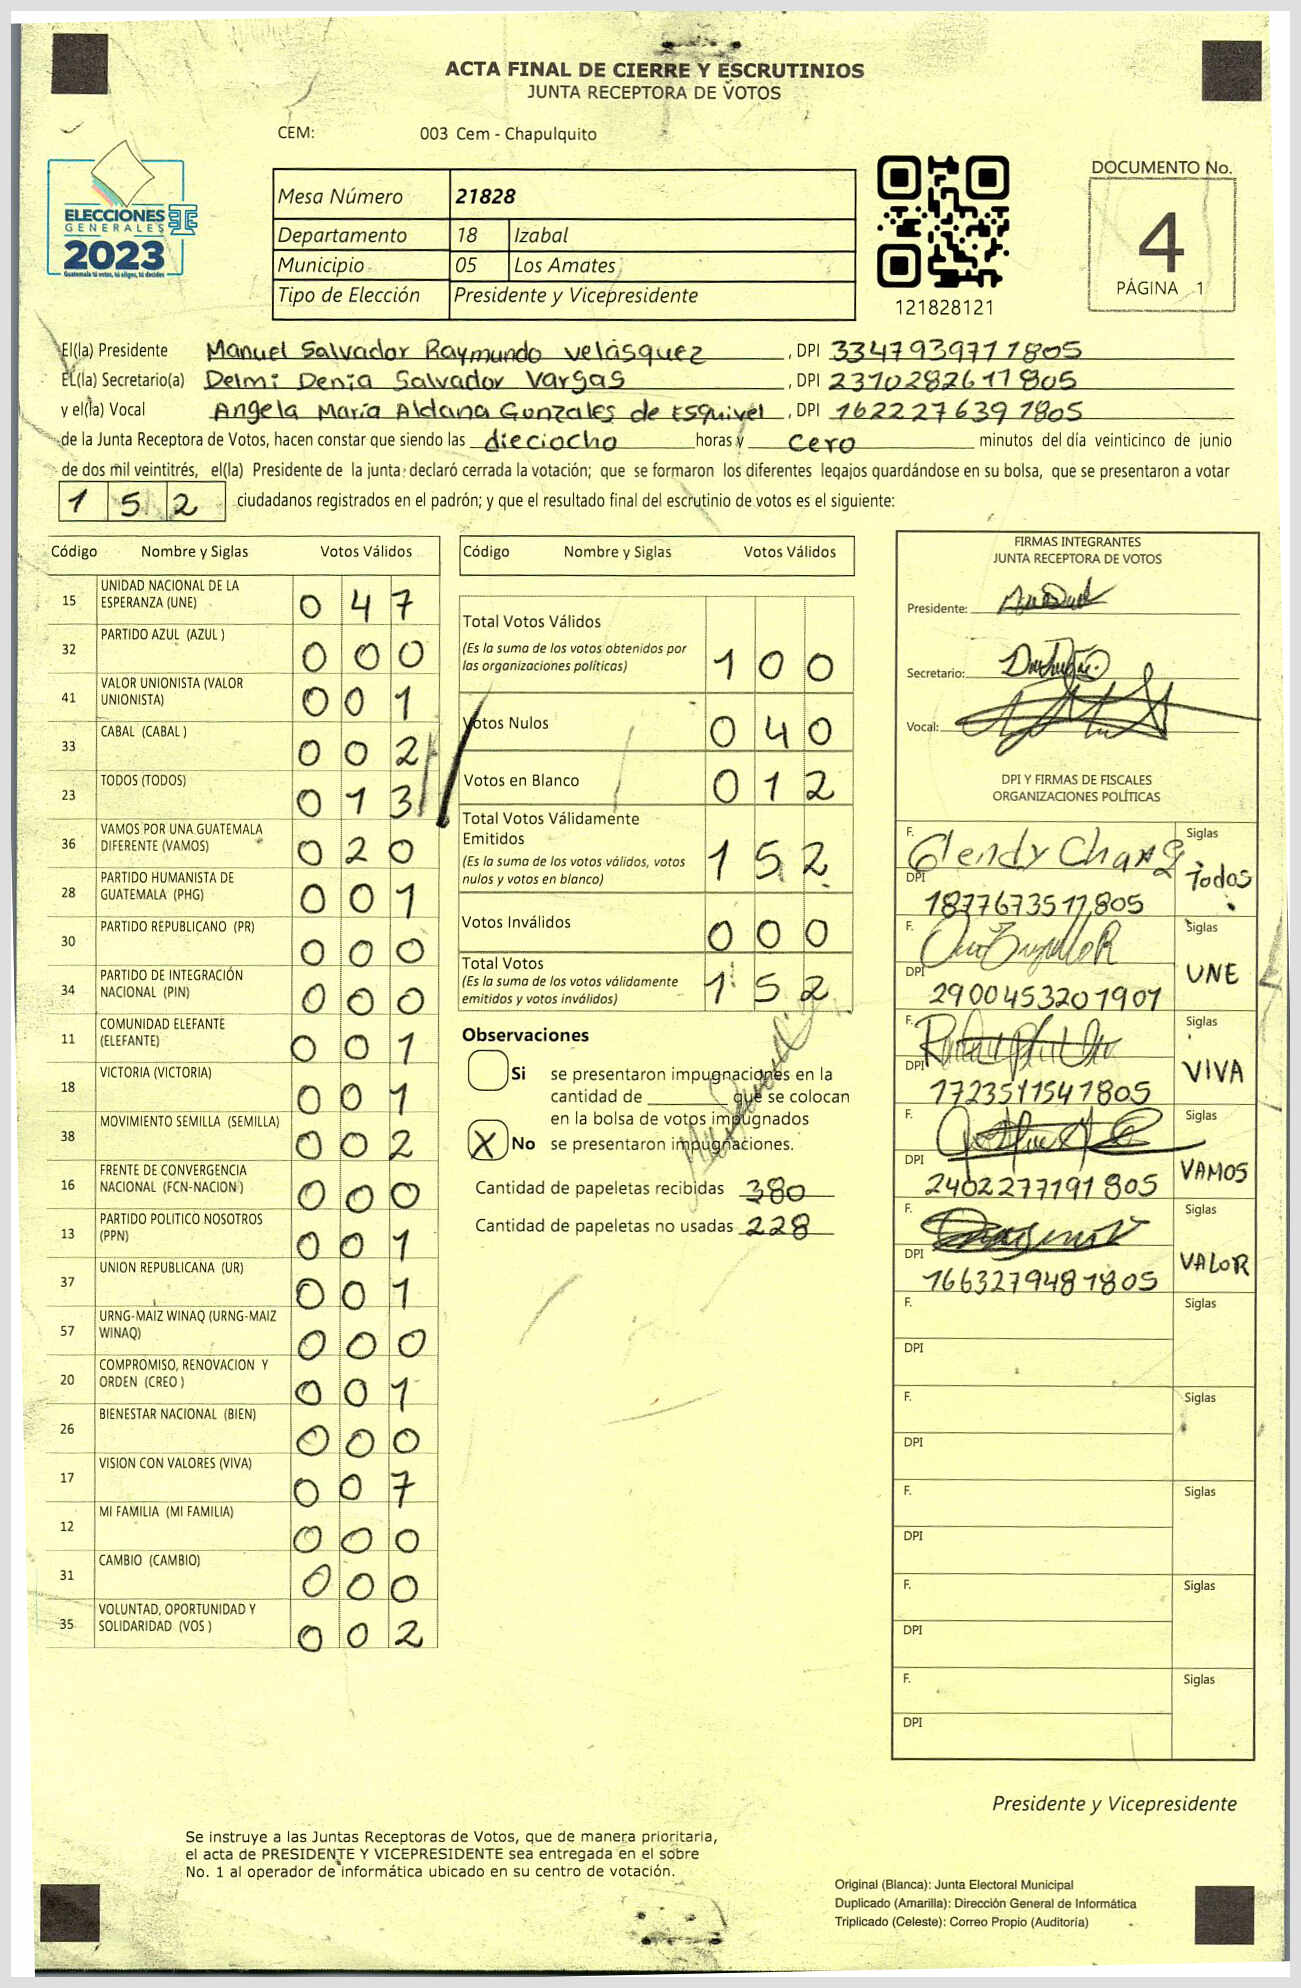 ACTA FINAL DE CIERRE Y ESCRUTINIOS
JUNTA RECEPTORA DE VOTOS
CEM: 003 Cem - Chapulquito
ELECCIONES
GENERALES
2023
Guatemala tú votas, tú eliges, tú decides
Mesa Número 21828
Departamento 18 Izabal
Municipio 05 Los Amates
Tipo de Elección Presidente y Vicepresidente
121828121
DOCUMENTO No.
4
PÁGINA 1
El(la) Presidente Manuel Salvador Raymundo Velásquez, DPI 3347939771805
EL(la) Secretario(a) Delmi Denia Salvador Vargas, DPI 2310282611805
y el(la) Vocal Angela María Aldana Gonzales de Esquivel, DPI 1622276391805
de la Junta Receptora de Votos, hacen constar que siendo las dieciocho horas y cero minutos del día veinticinco de junio
de dos mil veintitrés, el(la) Presidente de la junta declaró cerrada la votación; que se formaron los diferentes legajos guardándose en su bolsa, que se presentaron a votar
152 ciudadanos registrados en el padrón; y que el resultado final del escrutinio de votos es el siguiente:
Código Nombre y Siglas Votos Válidos
15 UNIDAD NACIONAL DE LA ESPERANZA (UNE) 0 4 7
32 PARTIDO AZUL (AZUL ) 0 0 0
41 VALOR UNIONISTA (VALOR UNIONISTA) 0 0 1
33 CABAL (CABAL ) 0 0 2
23 TODOS (TODOS) 0 1 3
36 VAMOS POR UNA GUATEMALA DIFERENTE (VAMOS) 0 2 0
28 PARTIDO HUMANISTA DE GUATEMALA (PHG) 0 0 1
30 PARTIDO REPUBLICANO (PR) 0 0 0
34 PARTIDO DE INTEGRACIÓN NACIONAL (PIN) 0 0 0
11 COMUNIDAD ELEFANTE (ELEFANTE) 0 0 1
18 VICTORIA (VICTORIA) 0 0 1
38 MOVIMIENTO SEMILLA (SEMILLA) 0 0 2
16 FRENTE DE CONVERGENCIA NACIONAL (FCN-NACION ) 0 0 0
13 PARTIDO POLITICO NOSOTROS (PPN) 0 0 1
37 UNION REPUBLICANA (UR) 0 0 1
57 URNG-MAIZ WINAQ (URNG-MAIZ WINAQ) 0 0 0
20 COMPROMISO, RENOVACION Y ORDEN (CREO ) 0 0 1
26 BIENESTAR NACIONAL (BIEN) 0 0 0
17 VISION CON VALORES (VIVA) 0 0 7
12 MI FAMILIA (MI FAMILIA) 0 0 0
31 CAMBIO (CAMBIO) 0 0 0
35 VOLUNTAD, OPORTUNIDAD Y SOLIDARIDAD (VOS ) 0 0 2
Código Nombre y Siglas Votos Válidos
Total Votos Válidos
(Es la suma de los votos obtenidos por
las organizaciones políticas) 1 0 0
Votos Nulos 0 4 0
Votos en Blanco 0 1 2
Total Votos Válidamente
Emitidos
(Es la suma de los votos válidos, votos
nulos y votos en blanco) 1 5 2
Votos Inválidos 0 0 0
Total Votos
(Es la suma de los votos válidamente
emitidos y votos inválidos) 1 5 2
Observaciones
Si se presentaron impugnaciones en la
cantidad de ________ que se colocan
en la bolsa de votos impugnados
X No se presentaron impugnaciones.
Cantidad de papeletas recibidas 380
Cantidad de papeletas no usadas 228
FIRMAS INTEGRANTES
JUNTA RECEPTORA DE VOTOS
Presidente:
Secretario:
Vocal:
DPI Y FIRMAS DE FISCALES
ORGANIZACIONES POLÍTICAS
F. Glendy Chang Siglas
DPI 1877673511805 Todos
F. Siglas
DPI 2900453201901 UNE
F. Siglas
DPI 1723511541805 VIVA
F. Siglas
DPI 2402277191805 VAMOS
F. Siglas
DPI 1663279481805 VALOR
F. Siglas
DPI
F. Siglas
DPI
F. Siglas
DPI
F. Siglas
DPI
F. Siglas
DPI
Presidente y Vicepresidente
Se instruye a las Juntas Receptoras de Votos, que de manera prioritaria,
el acta de PRESIDENTE Y VICEPRESIDENTE sea entregada en el sobre
No. 1 al operador de informática ubicado en su centro de votación.
Original (Blanca): Junta Electoral Municipal
Duplicado (Amarilla): Dirección General de Informática
Triplicado (Celeste): Correo Propio (Auditoría)